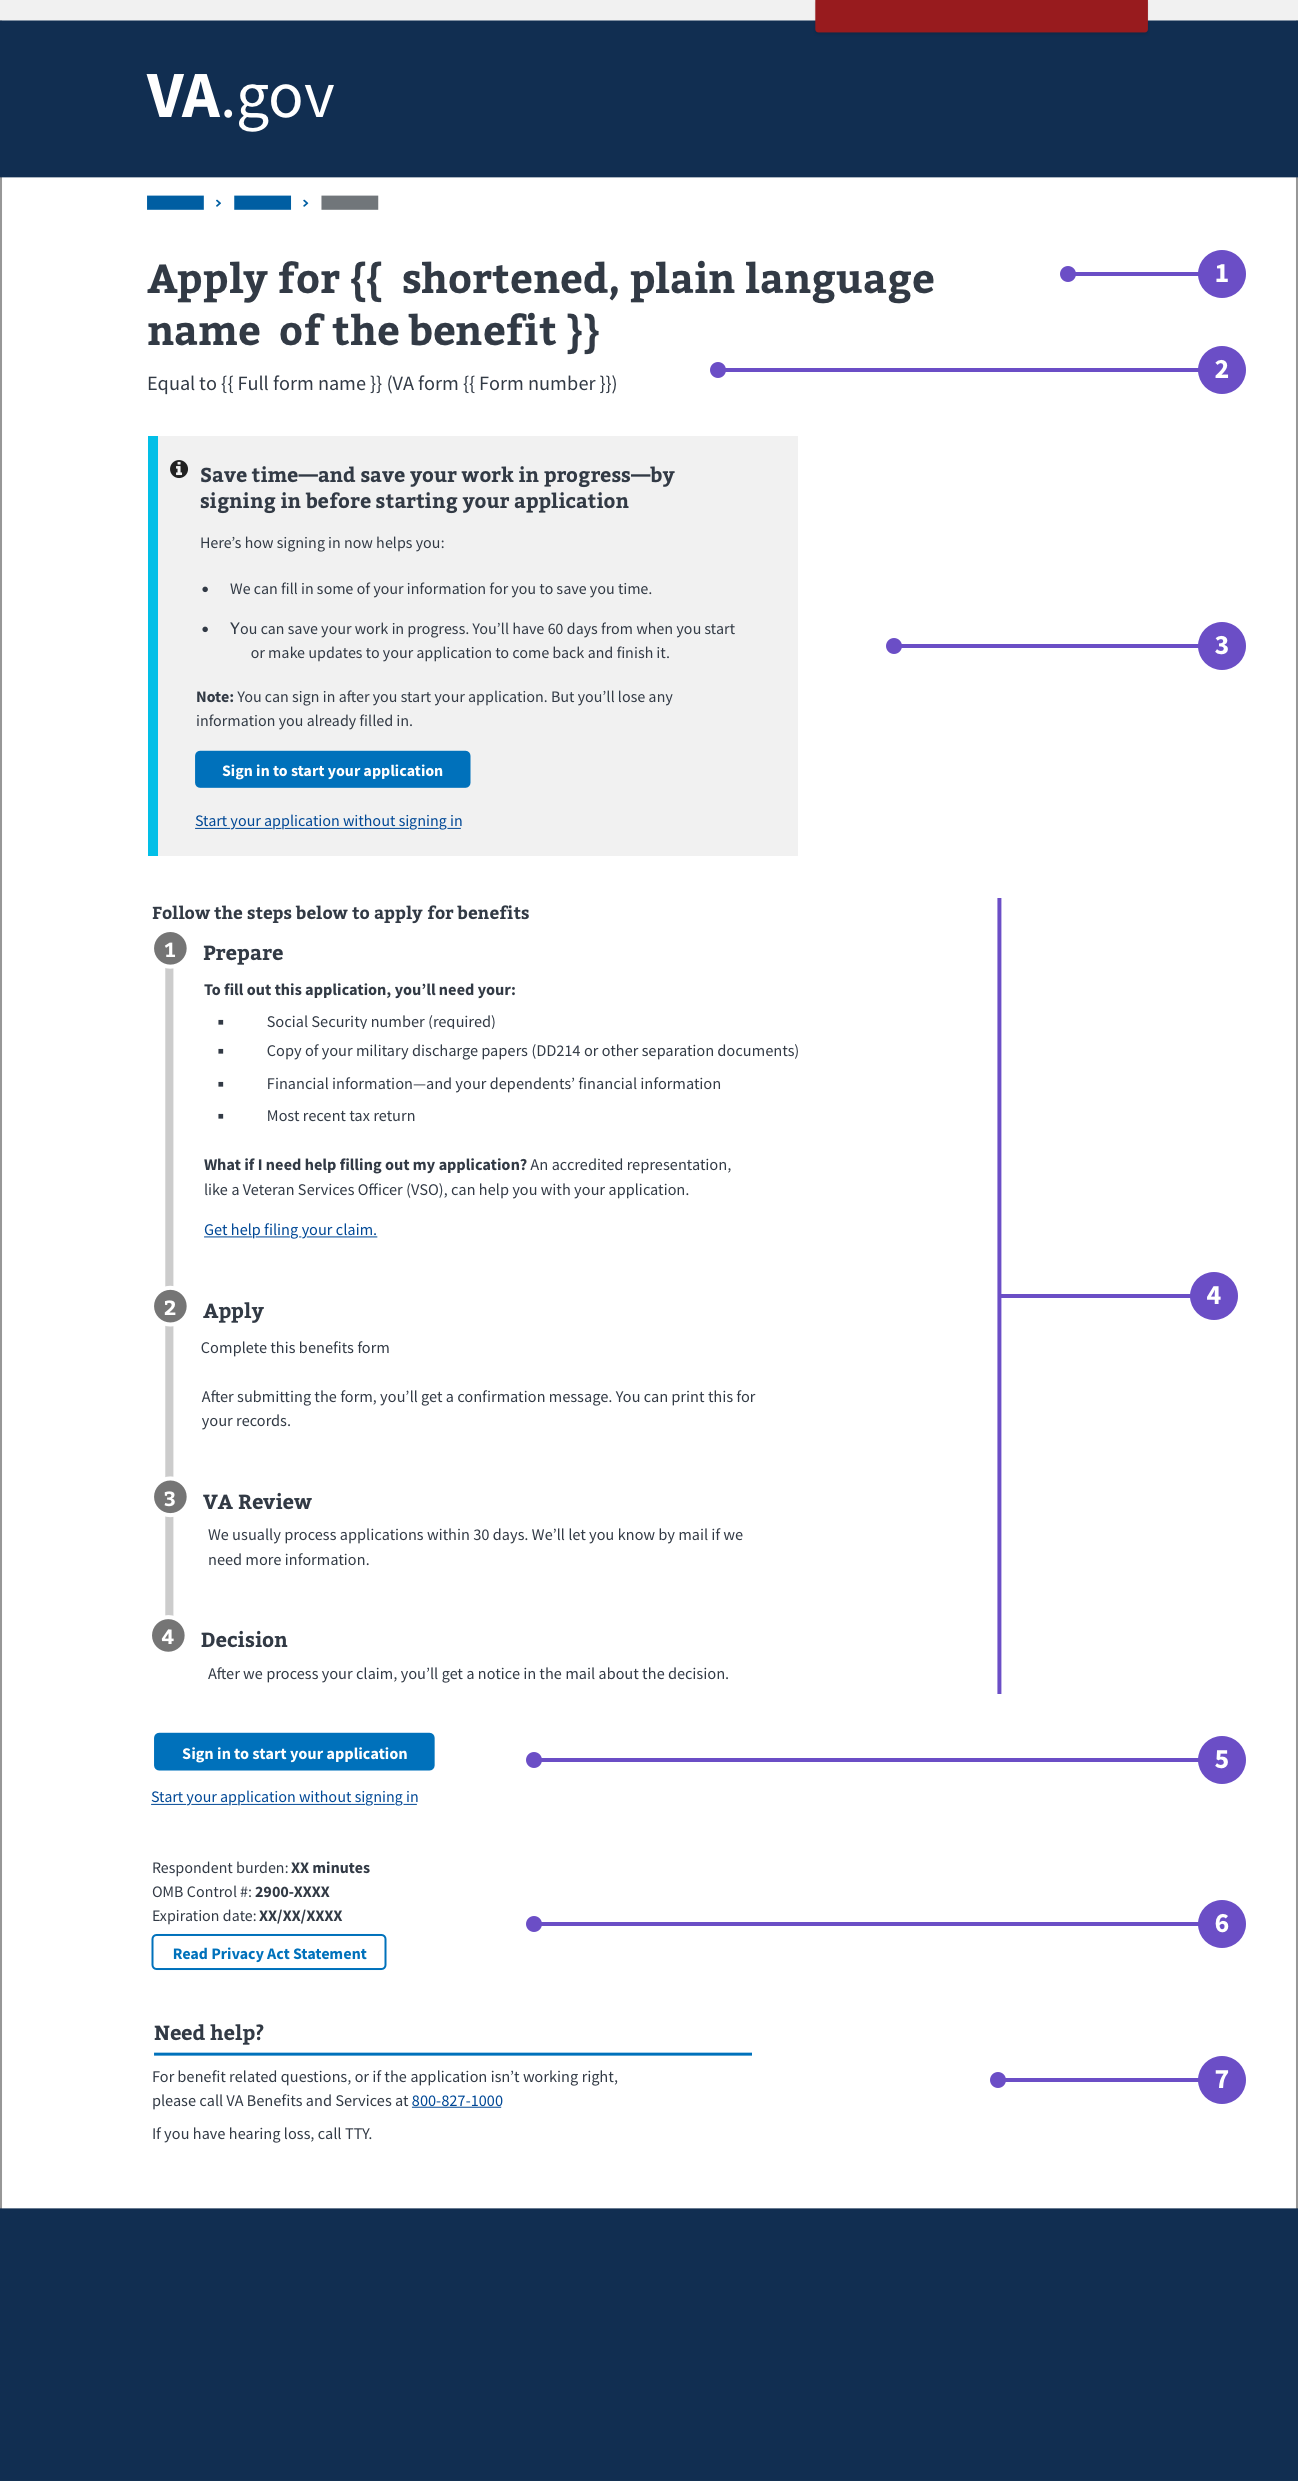 VA.gov
Apply for {{ shortened, plain language
1
name of the benefit }}
2
Equal to {{ Full form name }} (VA form {{ Form number }})
Save time—and save your work in progress—by
signing in before starting your application
Here’s how signing in now helps you:
• We can fill in some of your information for you to save you time.
• You can save your work in progress. You’ll have 60 days from when you start
or make updates to your application to come back and finish it.
3
Note: You can sign in after you start your application. But you’ll lose any
information you already filled in.
Sign in to start your application
Start your application without signing in
Follow the steps below to apply for benefits
1 Prepare
To fill out this application, you’ll need your:
▪ Social Security number (required)
▪ Copy of your military discharge papers (DD214 or other separation documents)
▪ Financial information—and your dependents’ financial information
▪ Most recent tax return
What if I need help filling out my application? An accredited representation,
like a Veteran Services Officer (VSO), can help you with your application.
Get help filing your claim.
4
2 Apply
Complete this benefits form
After submitting the form, you’ll get a confirmation message. You can print this for
your records.
3 VA Review
We usually process applications within 30 days. We’ll let you know by mail if we
need more information.
4 Decision
After we process your claim, you’ll get a notice in the mail about the decision.
Sign in to start your application
5
Start your application without signing in
Respondent burden: XX minutes
OMB Control #: 2900-XXXX
Expiration date: XX/XX/XXXX
6
Read Privacy Act Statement
Need help?
For benefit related questions, or if the application isn’t working right,
7
please call VA Benefits and Services at 800-827-1000
If you have hearing loss, call TTY.